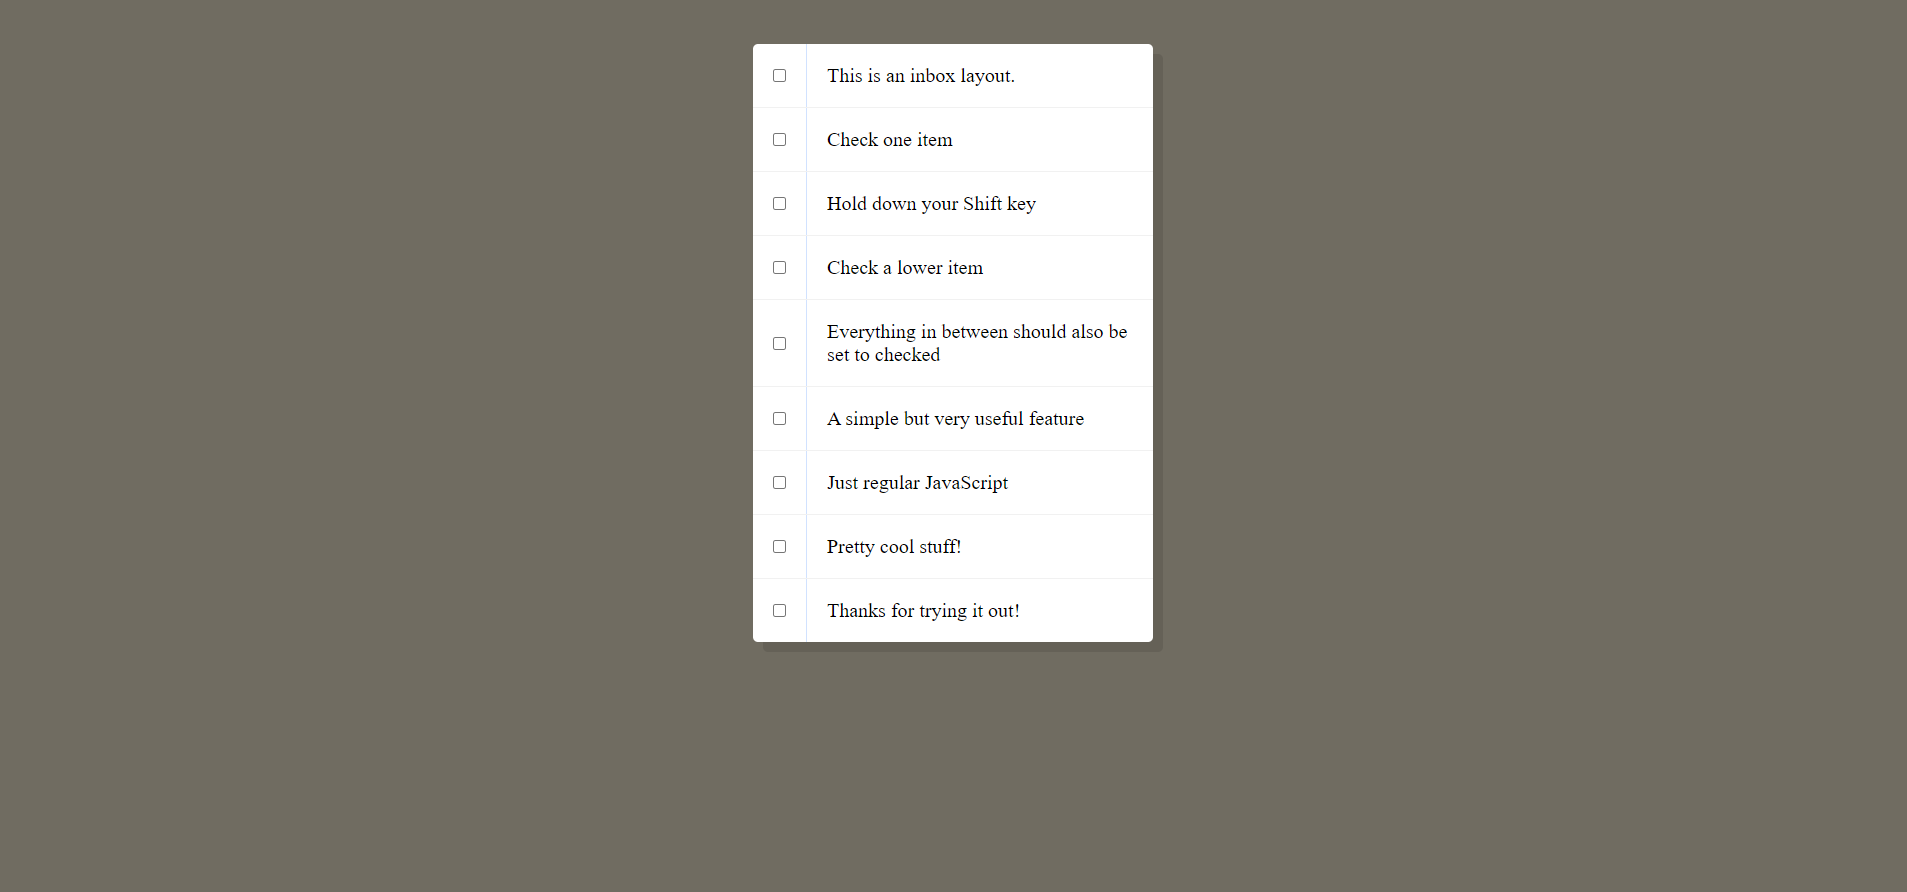 This is an inbox layout.
Check one item
Hold down your Shift key
Check a lower item
Everything in between should also be
set to checked
A simple but very useful feature
Just regular JavaScript
Pretty cool stuff!
Thanks for trying it out!